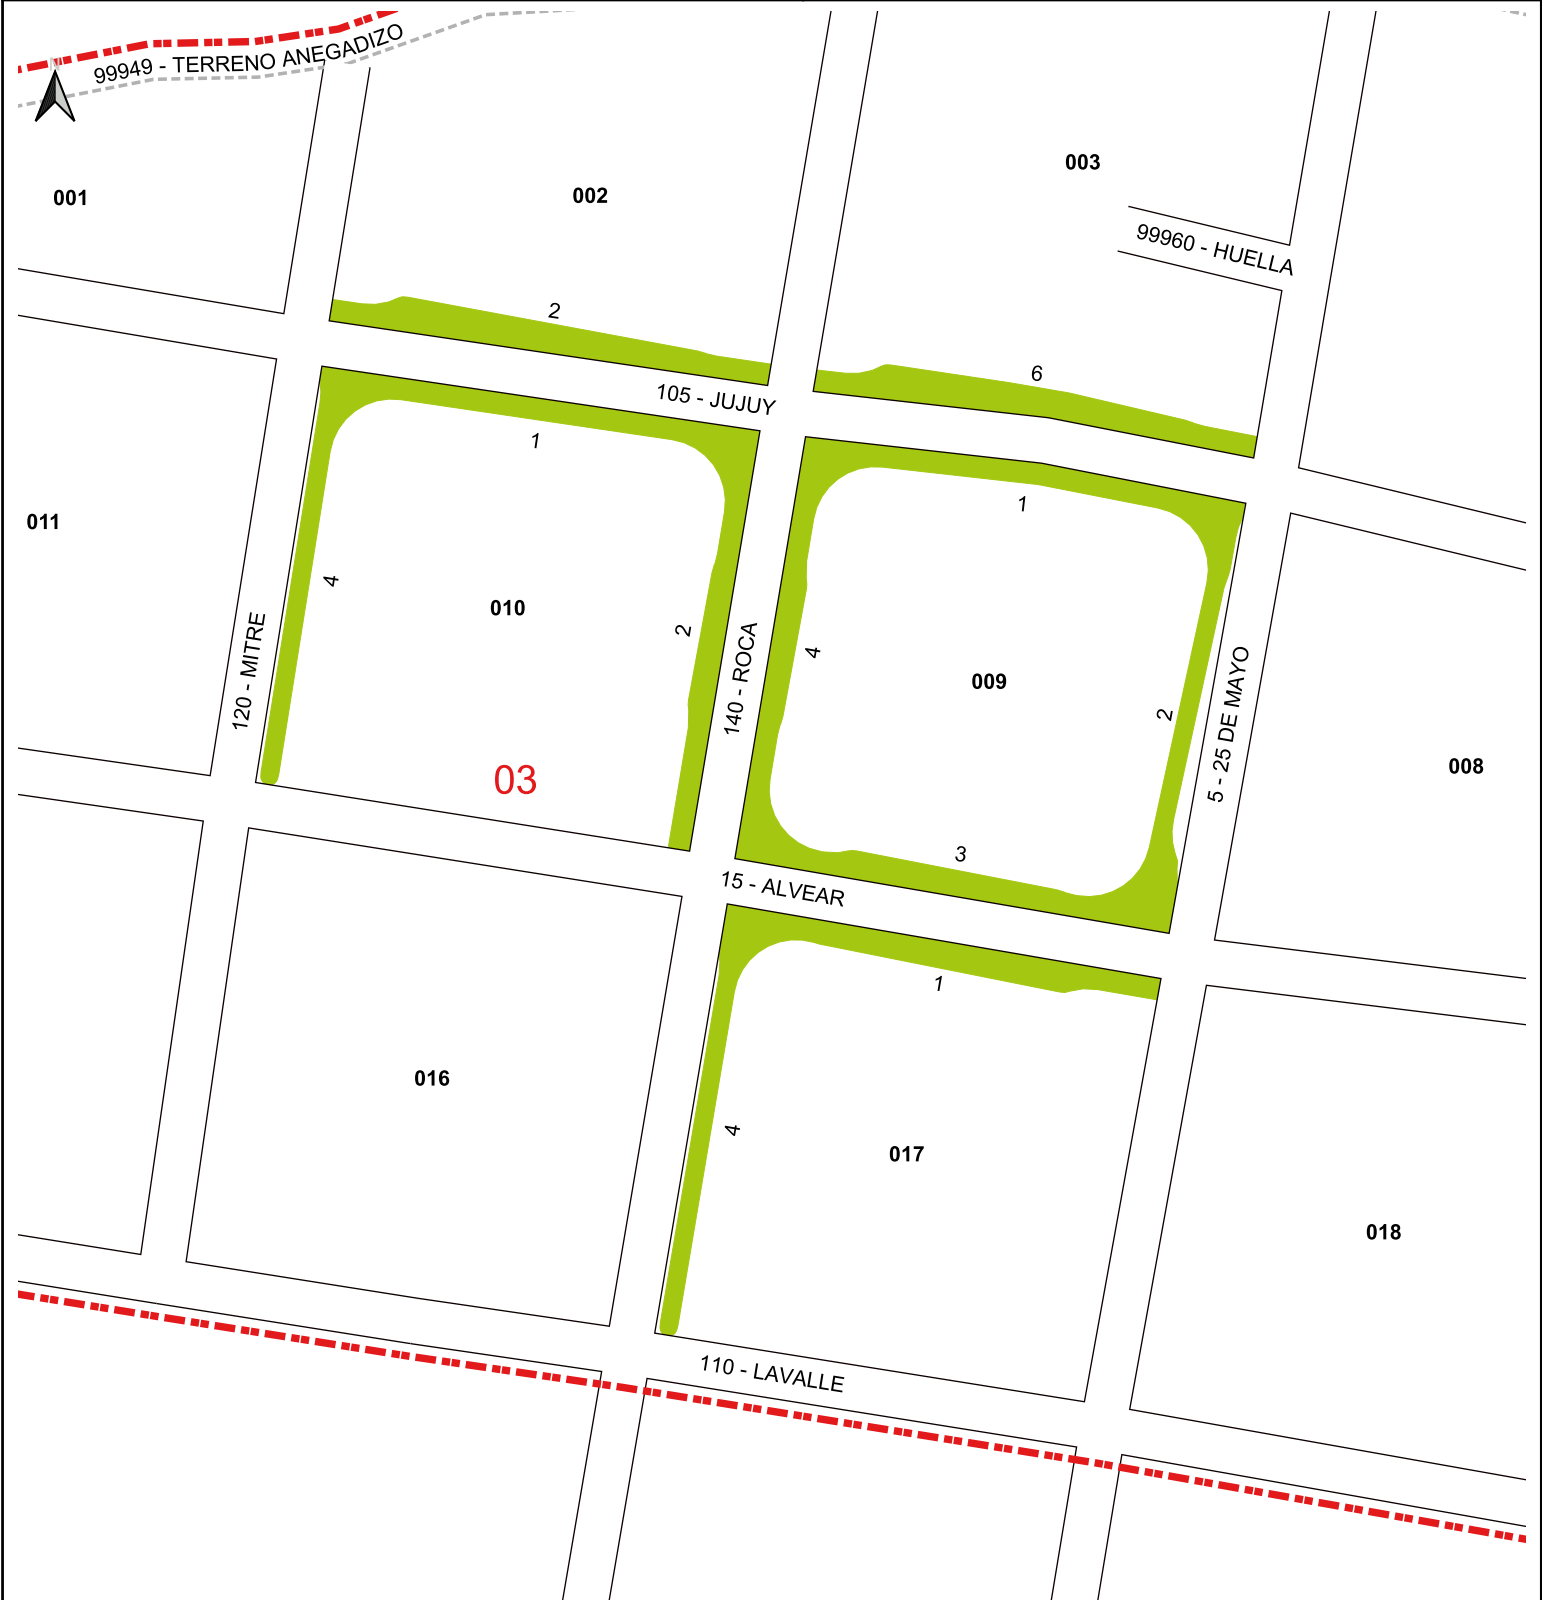 99949 - TERRENO ANEGADIZO
N
001
002
003
99960 - HUELLA
2
6
105 - JUJUY
1
1
011
4
010
2
120 - MITRE
140 - ROCA
4
009
2
5 - 25 DE MAYO
008
03
3
15 - ALVEAR
1
016
4
017
018
110 - LAVALLE